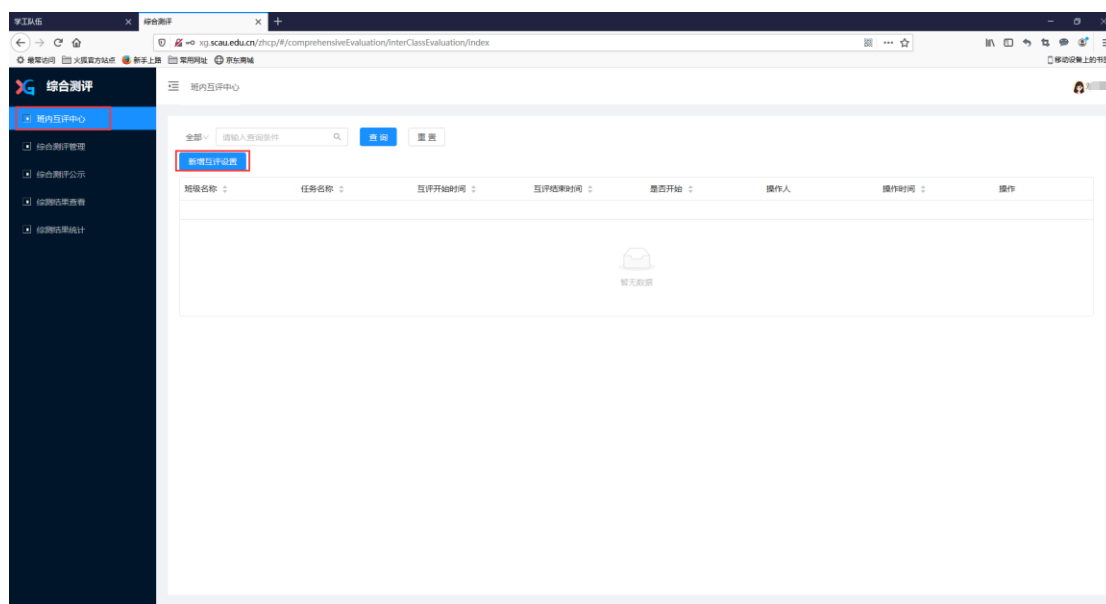 学工队伍 综合测评
xg.scau.edu.cn/zhcp/#/comprehensiveEvaluation/interClassEvaluation/index
最常访问 火狐官方站点 新手上路 常用网址 京东商城 移动设备上的书签
综合测评 班内互评中心
班内互评中心
综合测评管理
综合测评公示
综测结果查看
综测结果统计
全部 请输入查询条件 查询 重置
新增互评设置
班级名称 任务名称 互评开始时间 互评结束时间 是否开始 操作人 操作时间 操作
暂无数据